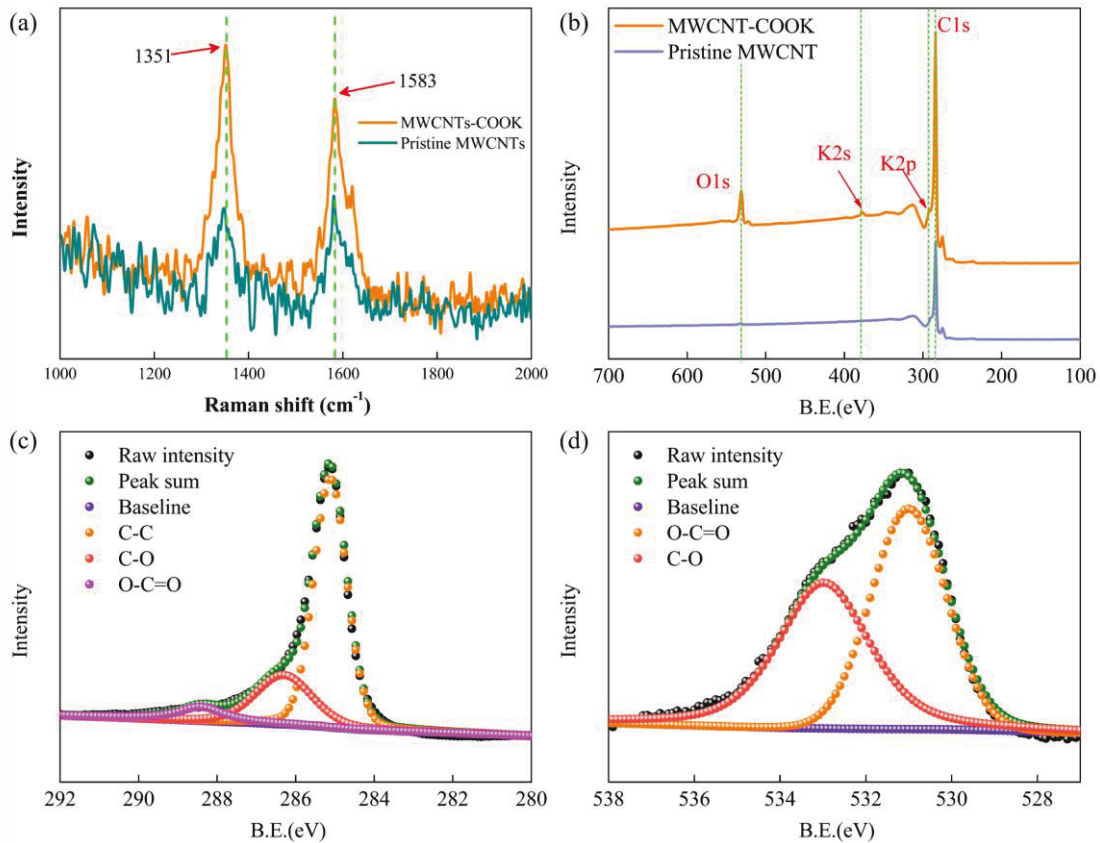 (a)
1351
1583
MWCNTs-COOK
Pristine MWCNTs
Intensity
1000 1200 1400 1600 1800 2000
Raman shift (cm⁻¹)
(b)
MWCNT-COOK
Pristine MWCNT
C1s
K2s
K2p
O1s
Intensity
700 600 500 400 300 200 100
B.E.(eV)
(c)
Raw intensity
Peak sum
Baseline
C-C
C-O
O-C=O
Intensity
292 290 288 286 284 282 280
B.E.(eV)
(d)
Raw intensity
Peak sum
Baseline
O-C=O
C-O
Intensity
538 536 534 532 530 528
B.E.(eV)